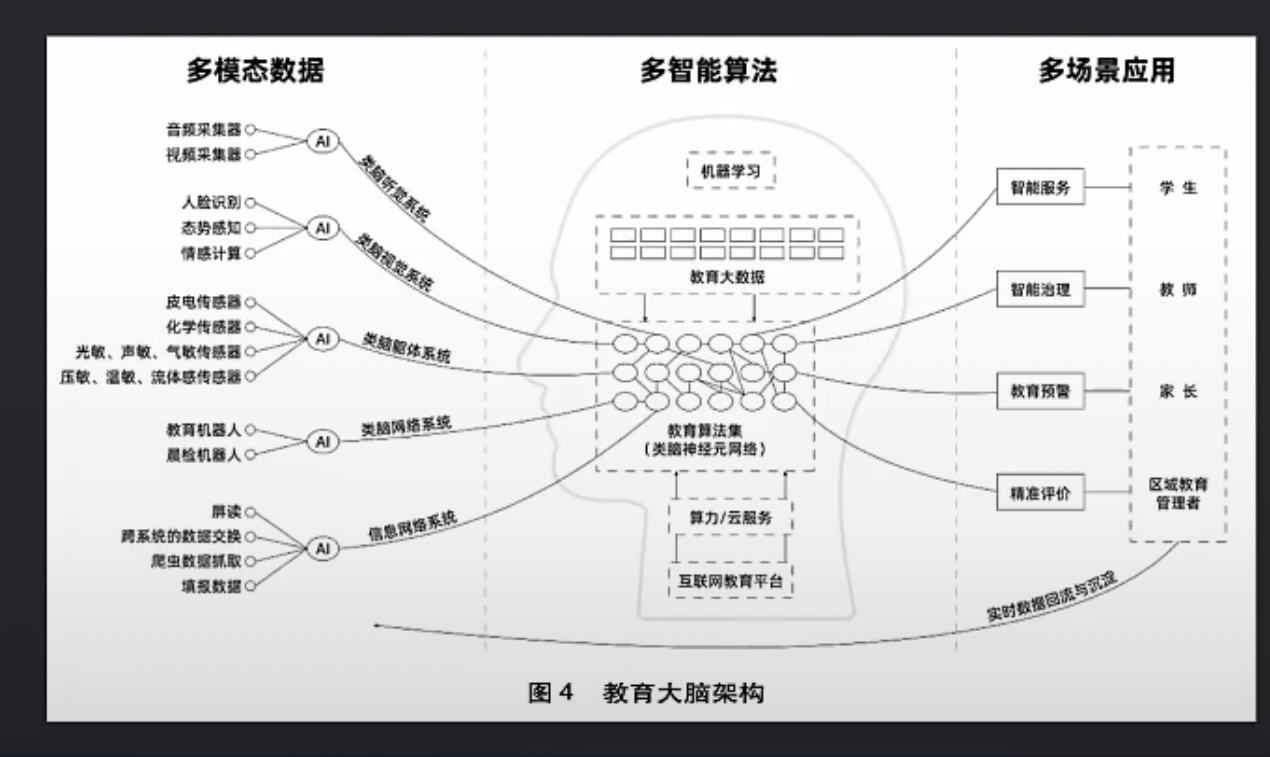 多模态数据
多智能算法
多场景应用
音频采集器
视频采集器
AI
类脑听觉系统
人脸识别
态势感知
情感计算
AI
类脑视觉系统
皮电传感器
化学传感器
光敏、声敏、气敏传感器
压敏、温敏、流体感传感器
AI
类脑躯体系统
教育机器人
晨检机器人
AI
类脑网络系统
屏读
跨系统的数据交换
爬虫数据抓取
填报数据
AI
信息网络系统
机器学习
教育大数据
教育算法集
（类脑神经元网络）
算力/云服务
互联网教育平台
智能服务
智能治理
教育预警
精准评价
学 生
教 师
家 长
区域教育
管理者
实时数据回流与沉淀
图 4 教育大脑架构